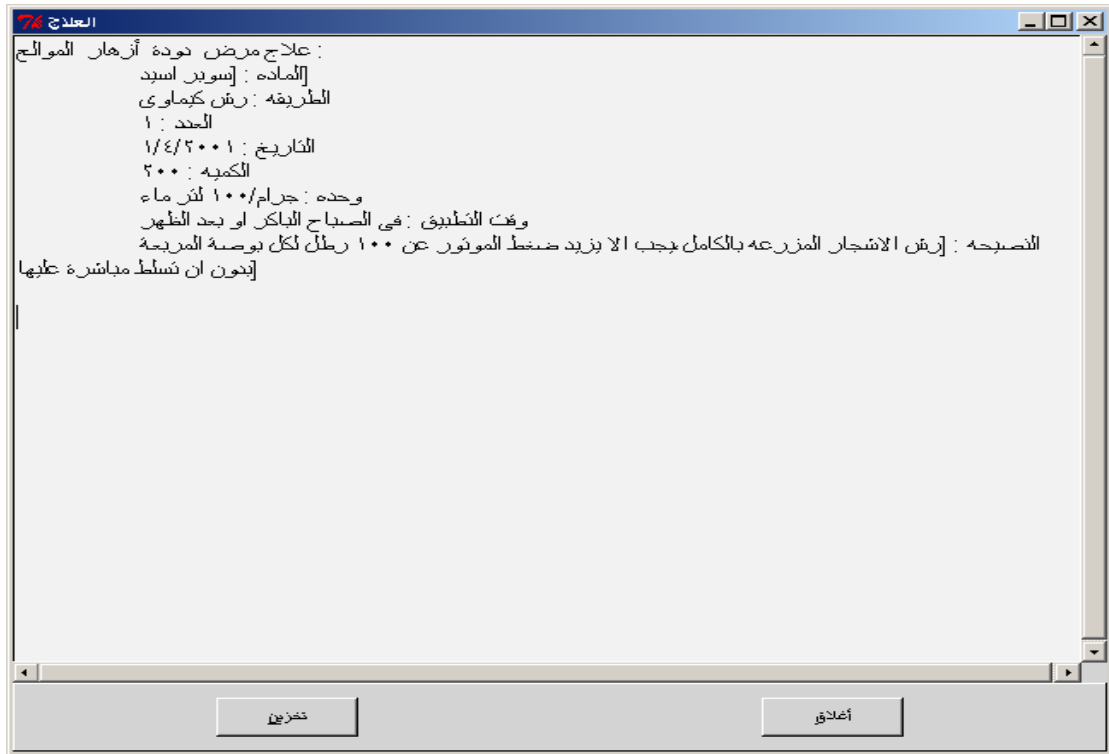 العلاج
علاج مرض دودة أزهار الموالح :
الماده : [سوبر اسيد]
الطريقه : رش كيماوى
العدد : ١
التاريخ : ١/٤/٢٠٠١
الكميه : ٢٠٠
وحده : جرام/١٠٠ لتر ماء
وقت التطبيق : فى الصباح الباكر او بعد الظهر
النصيحه : [رش الاشجار المزرعه بالكامل ,يجب الا يزيد ضغط الموتور عن ١٠٠ رطل لكل بوصة المربعة
بدون ان تسلط مباشرة عليها]
تخزين
أغلاق